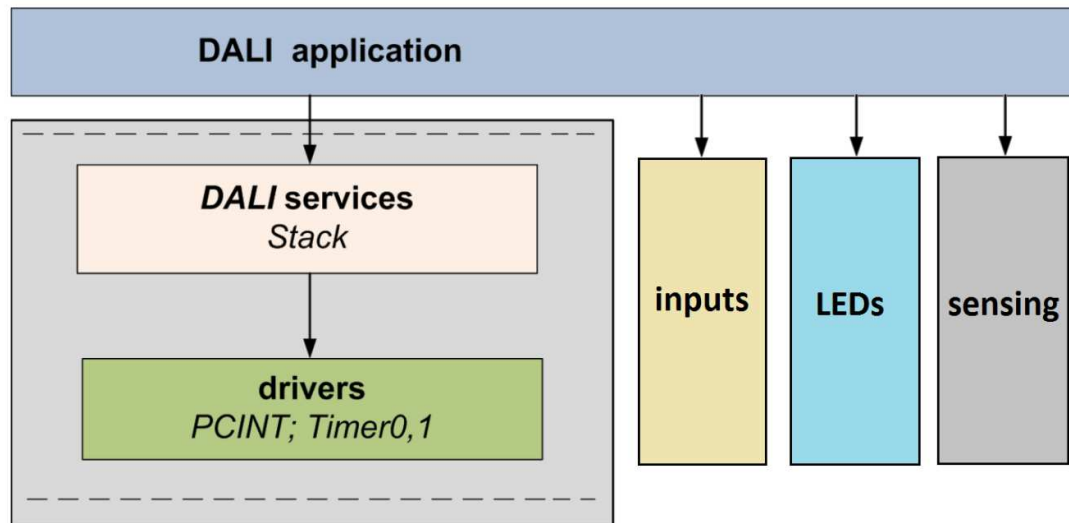 DALI application
DALI services
Stack
drivers
PCINT; Timer0,1
inputs
LEDs
sensing